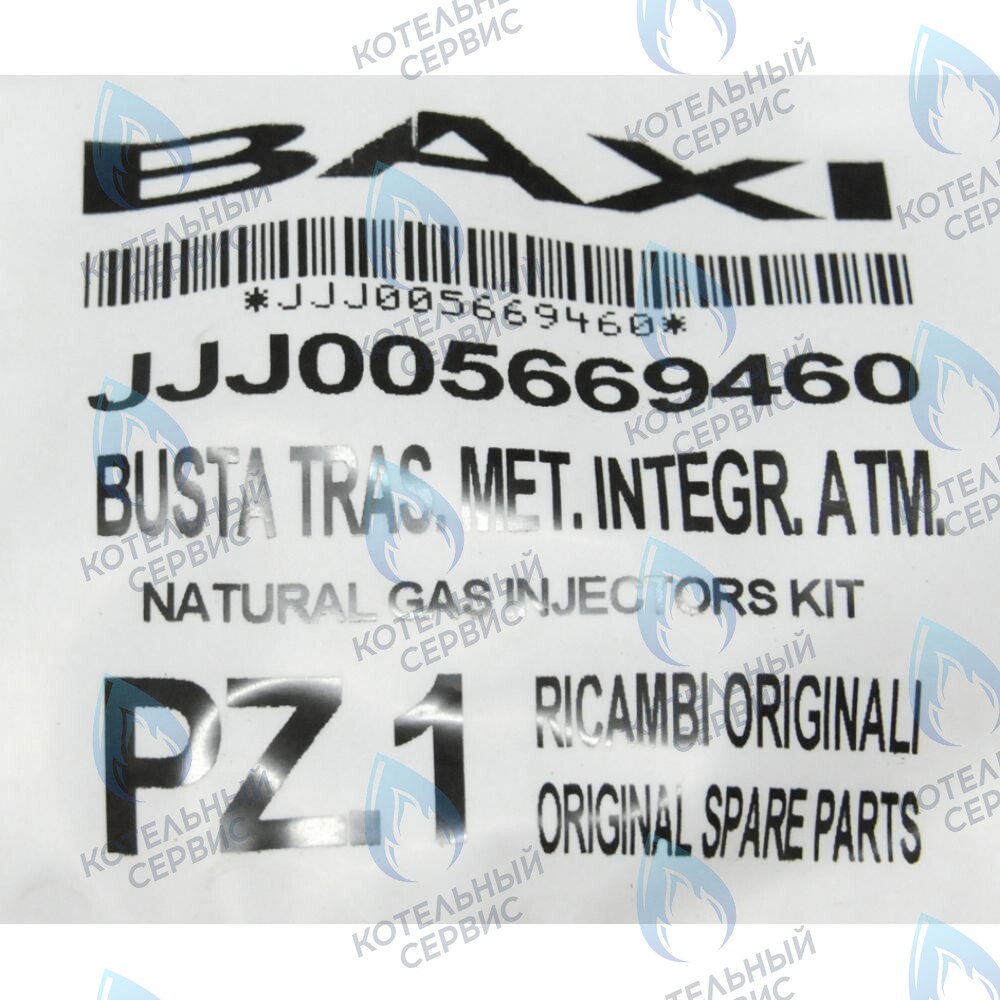 BAXI
*JJJ005669460*
JJJ005669460
BUSTA TRAS. MET. INTEGR. ATM.
NATURAL GAS INJECTORS KIT
PZ.1
RICAMBI ORIGINALI
ORIGINAL SPARE PARTS
КОТЕЛЬНЫЙ
СЕРВИС